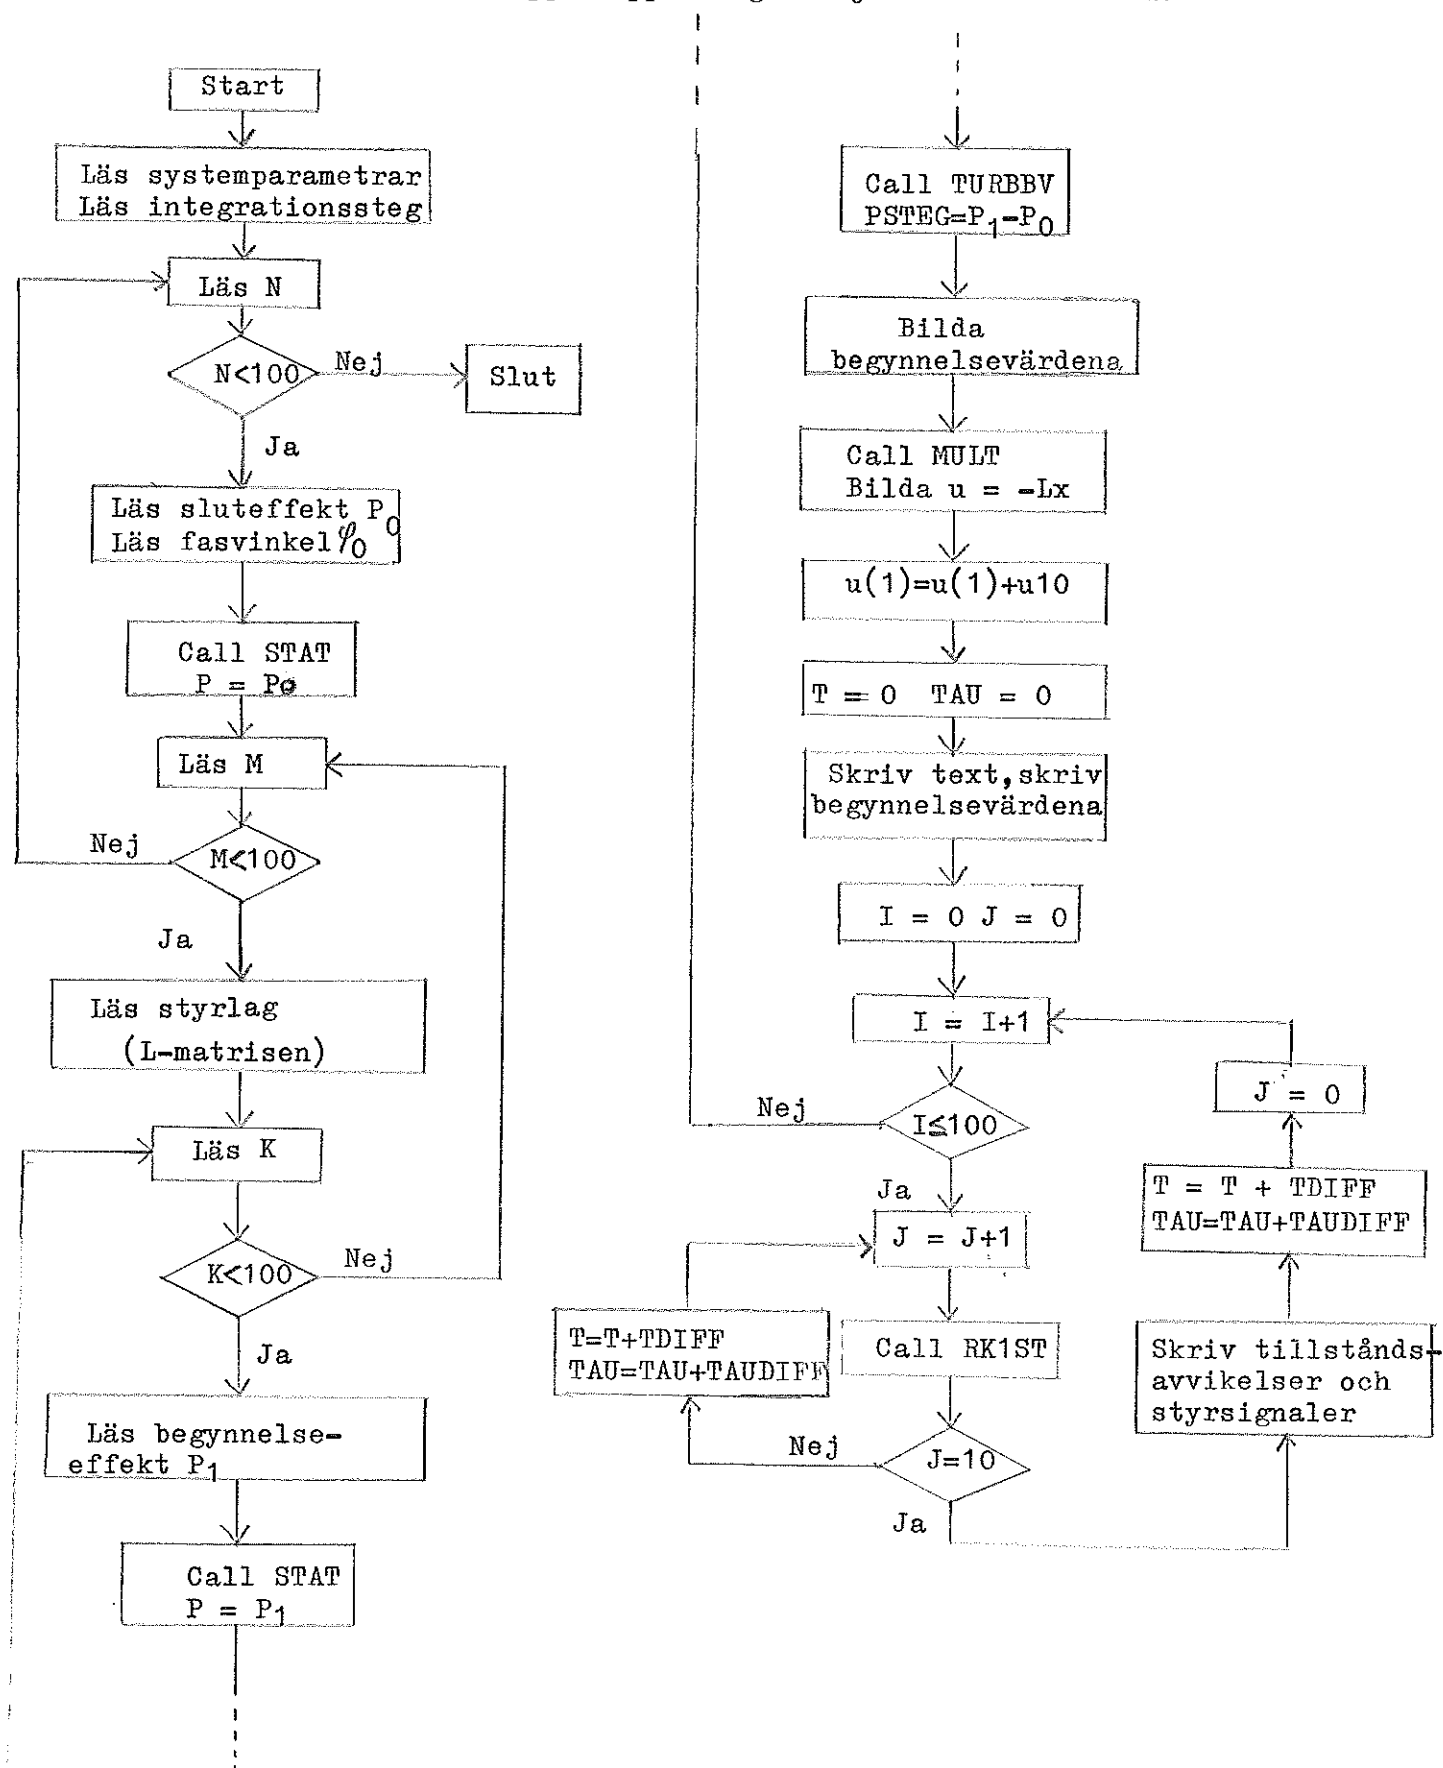 Start
Läs systemparametrar
Läs integrationssteg
Läs N
N<100
Nej
Slut
Ja
Läs sluteffekt P0
Läs fasvinkel φ0
Call STAT
P = P0
Läs M
Nej
M<100
Ja
Läs styrlag
(L-matrisen)
Läs K
K<100
Nej
Ja
Läs begynnelse-
effekt P1
Call STAT
P = P1
Call TURBBV
PSTEG=P1-P0
Bilda
begynnelsevärdena
Call MULT
Bilda u = -Lx
u(1)=u(1)+u10
T = 0 TAU = 0
Skriv text, skriv
begynnelsevärdena
I = 0 J = 0
I = I+1
Nej
I≤100
Ja
J = J+1
Call RK1ST
T=T+TDIFF
TAU=TAU+TAUDIFF
Nej
J=10
Ja
Skriv tillstånds-
avvikelser och
styrsignaler
T = T + TDIFF
TAU=TAU+TAUDIFF
J = 0